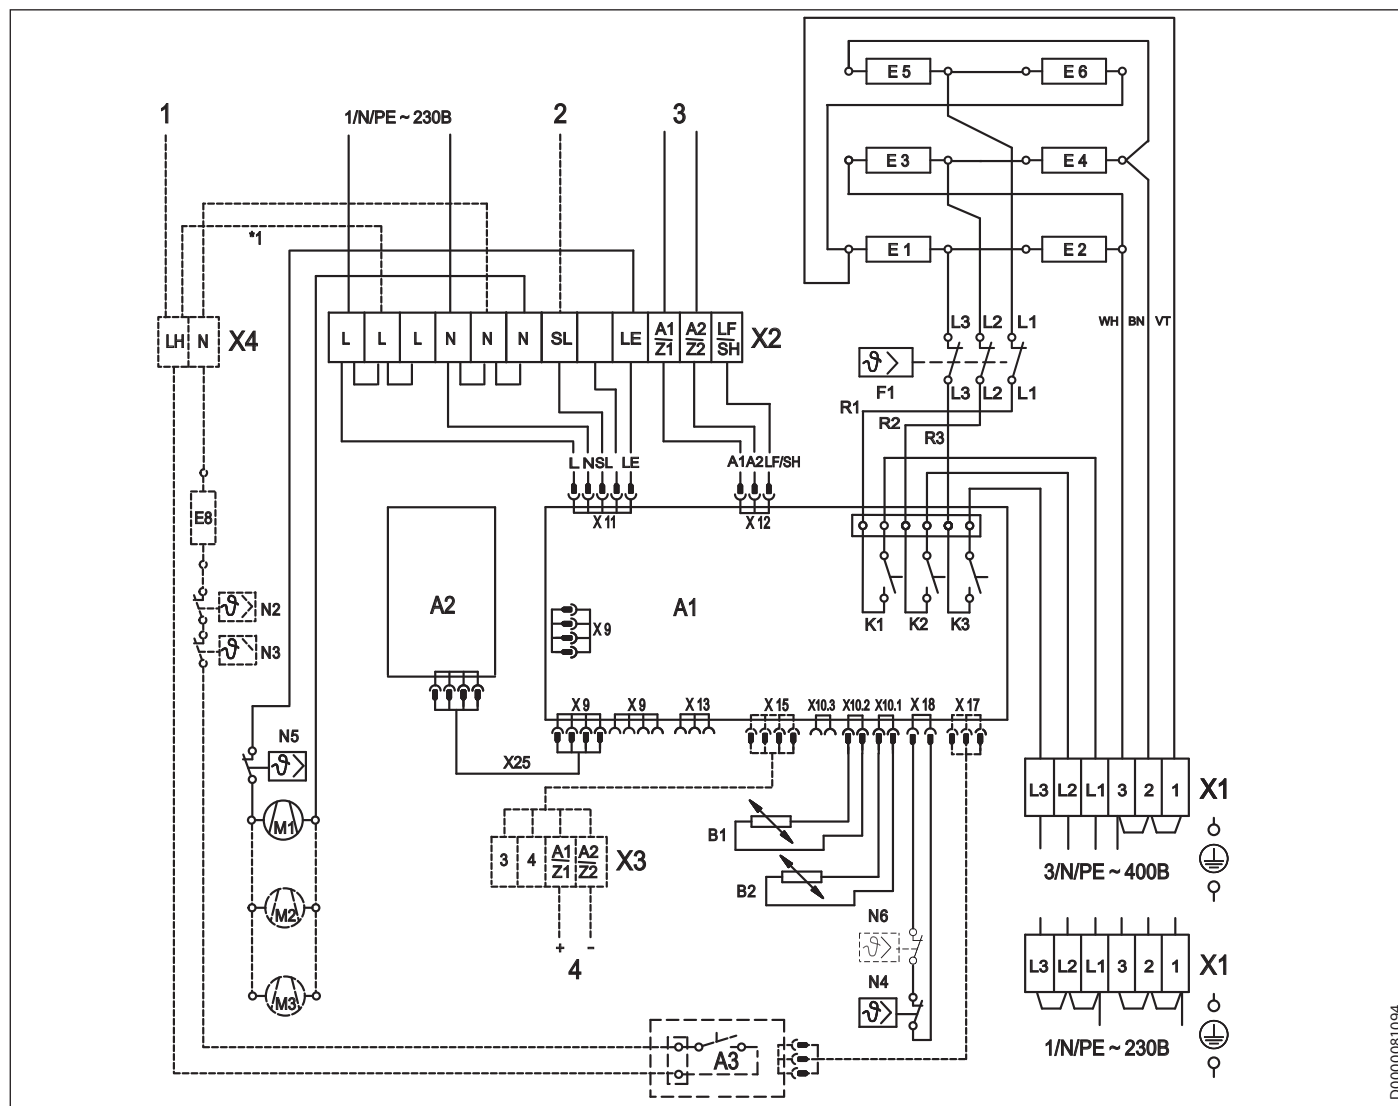 1
1/N/PE ~ 230В
2
3
*1
E 5
E 6
E 3
E 4
E 1
E 2
WH BN VT
L3 L2 L1
F1
L3 L2 L1
R1
R2
R3
LH N X4
L L L N N N SL LE A1/Z1 A2/Z2 LF/SH X2
L N SL LE
A1 A2 LF/SH
X 11
X 12
E8
N2
N3
A2
A1
X 9
K1 K2 K3
X 9 X 9 X 13 X 15 X10.3 X10.2 X10.1 X 18 X 17
X25
N5
M1
M2
M3
3 4 A1/Z1 A2/Z2 X3
+ -
4
B1
B2
N6
N4
A3
L3 L2 L1 3 2 1 X1
3/N/PE ~ 400В
L3 L2 L1 3 2 1 X1
1/N/PE ~ 230В
D0000081094